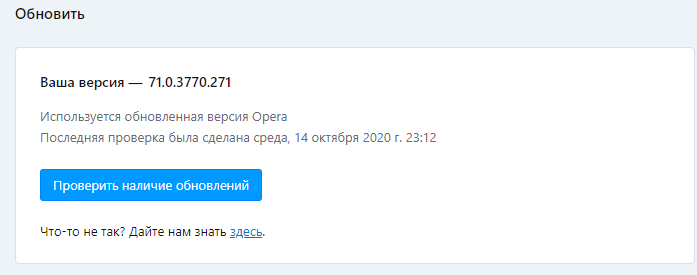 Обновить
Ваша версия — 71.0.3770.271
Используется обновленная версия Opera
Последняя проверка была сделана среда, 14 октября 2020 г. 23:12
Проверить наличие обновлений
Что-то не так? Дайте нам знать здесь.